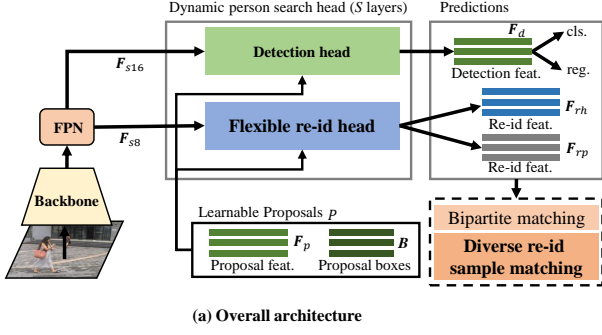 Dynamic person search head (S layers)
Predictions
F_s16
Detection head
F_d
cls.
reg.
Detection feat.
FPN
F_s8
Flexible re-id head
F_rh
Re-id feat.
F_rp
Re-id feat.
Backbone
Learnable Proposals P
F_p
B
Proposal feat.
Proposal boxes
Bipartite matching
Diverse re-id
sample matching
(a) Overall architecture